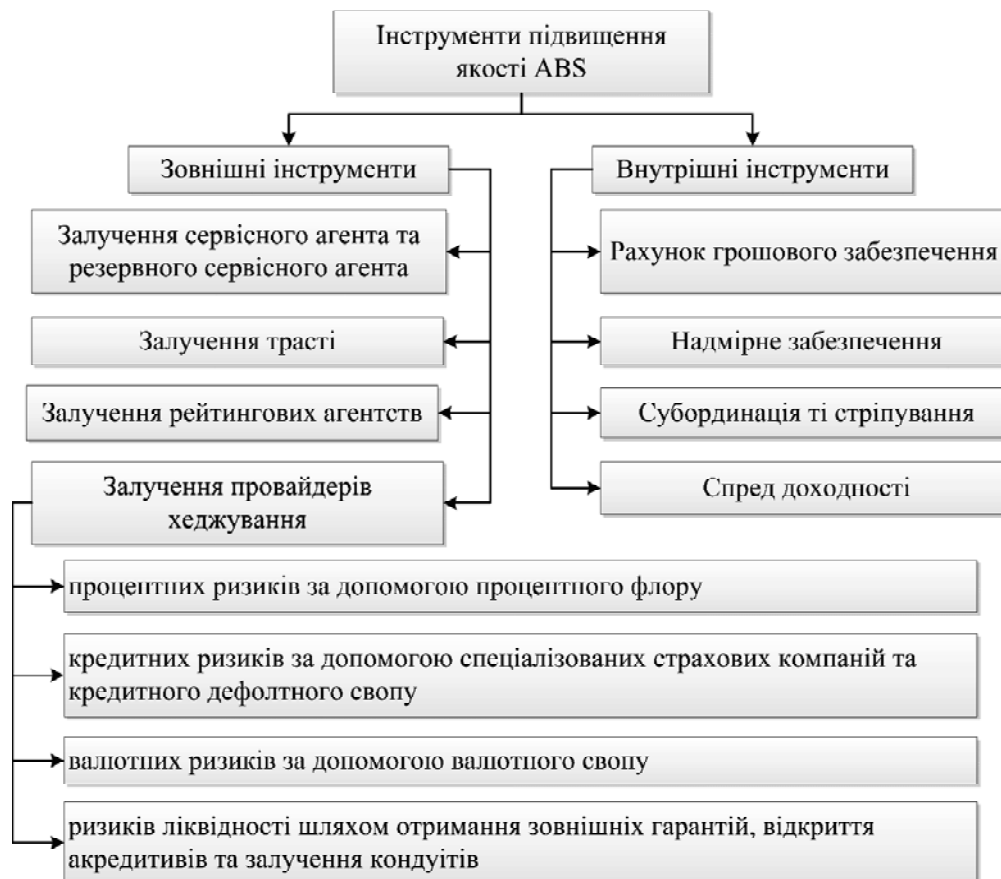 Інструменти підвищення
якості ABS
Зовнішні інструменти
Внутрішні інструменти
Залучення сервісного агента та
резервного сервісного агента
Рахунок грошового забезпечення
Залучення трасті
Надмірне забезпечення
Залучення рейтингових агентств
Субординація ті стріпування
Залучення провайдерів
хеджування
Спред доходності
процентних ризиків за допомогою процентного флору
кредитних ризиків за допомогою спеціалізованих страхових компаній та
кредитного дефолтного свопу
валютних ризиків за допомогою валютного свопу
ризиків ліквідності шляхом отримання зовнішніх гарантій, відкриття
акредитивів та залучення кондуітів